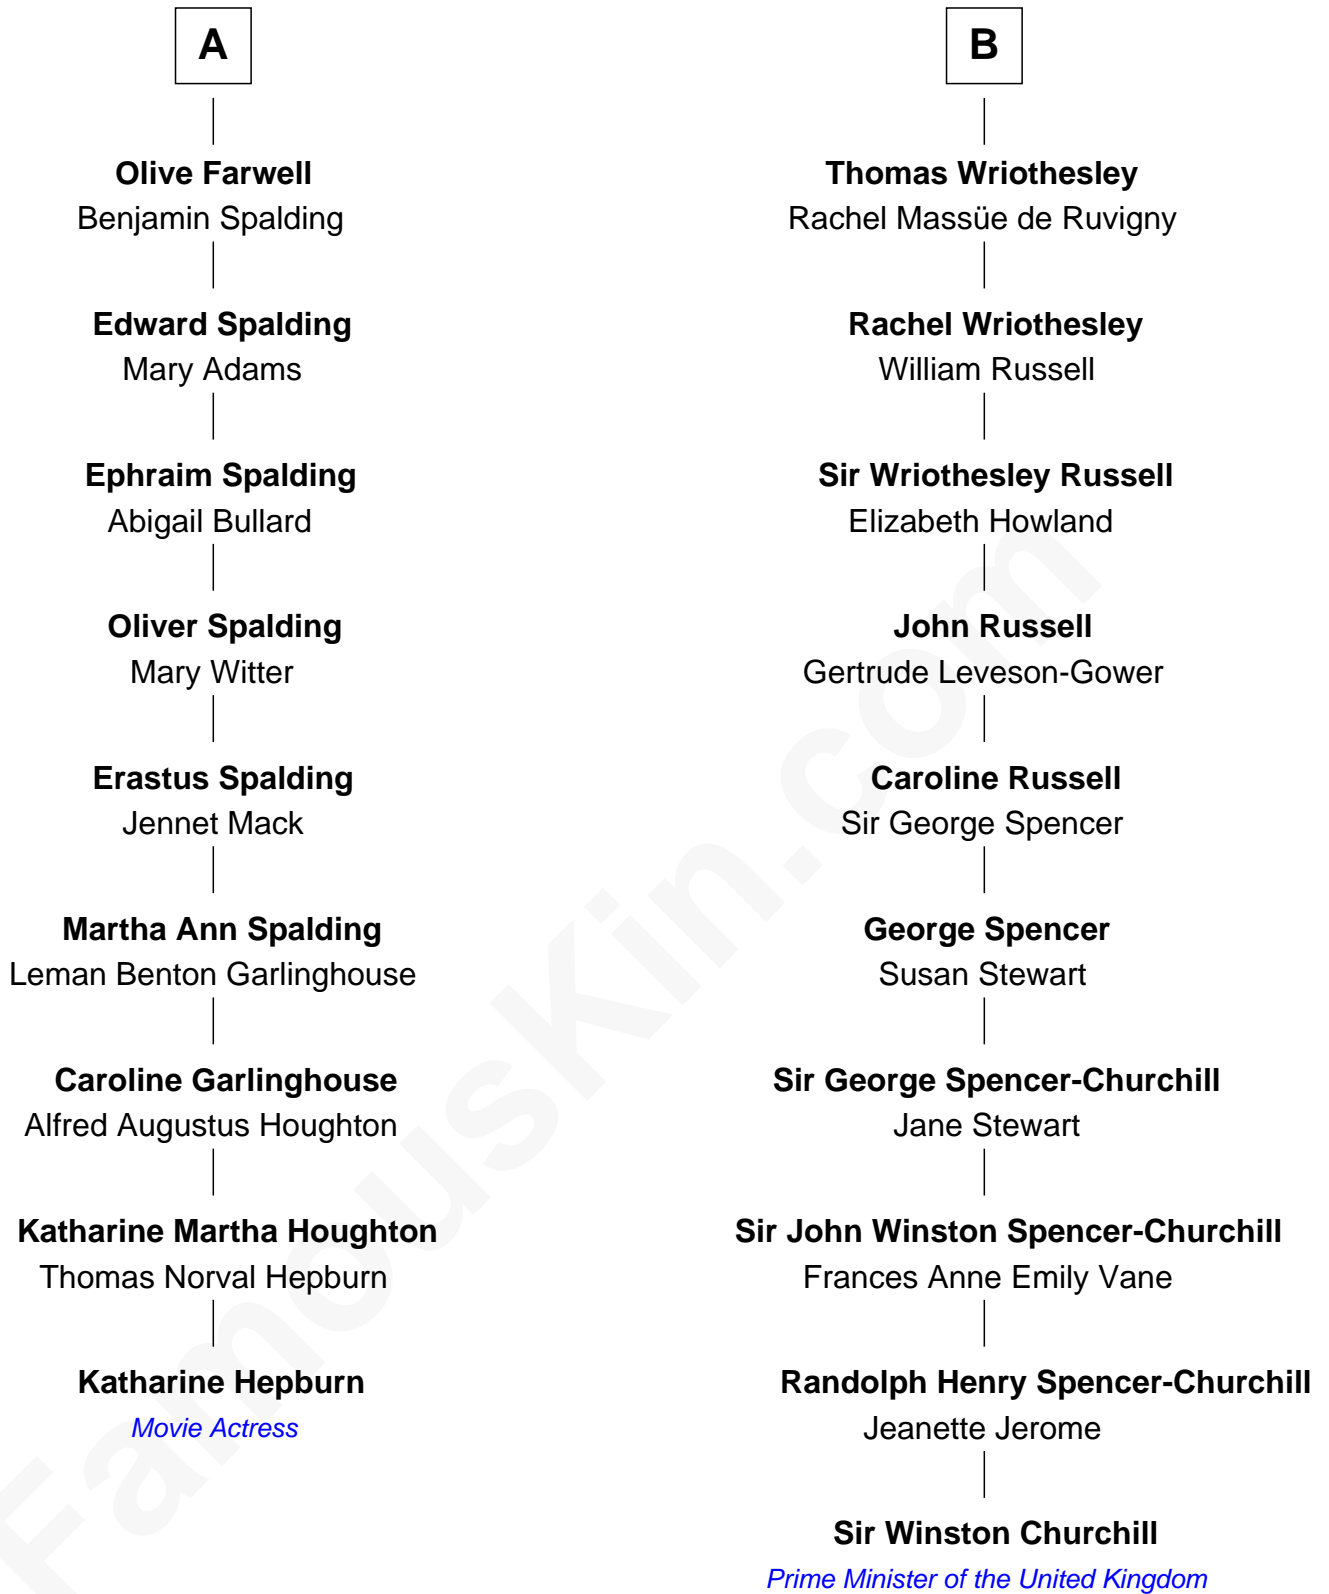 A
Olive Farwell
Benjamin Spalding
Edward Spalding
Mary Adams
Ephraim Spalding
Abigail Bullard
Oliver Spalding
Mary Witter
Erastus Spalding
Jennet Mack
Martha Ann Spalding
Leman Benton Garlinghouse
Caroline Garlinghouse
Alfred Augustus Houghton
Katharine Martha Houghton
Thomas Norval Hepburn
Katharine Hepburn
Movie Actress
B
Thomas Wriothesley
Rachel Massüe de Ruvigny
Rachel Wriothesley
William Russell
Sir Wriothesley Russell
Elizabeth Howland
John Russell
Gertrude Leveson-Gower
Caroline Russell
Sir George Spencer
George Spencer
Susan Stewart
Sir George Spencer-Churchill
Jane Stewart
Sir John Winston Spencer-Churchill
Frances Anne Emily Vane
Randolph Henry Spencer-Churchill
Jeanette Jerome
Sir Winston Churchill
Prime Minister of the United Kingdom
FamousKin.com